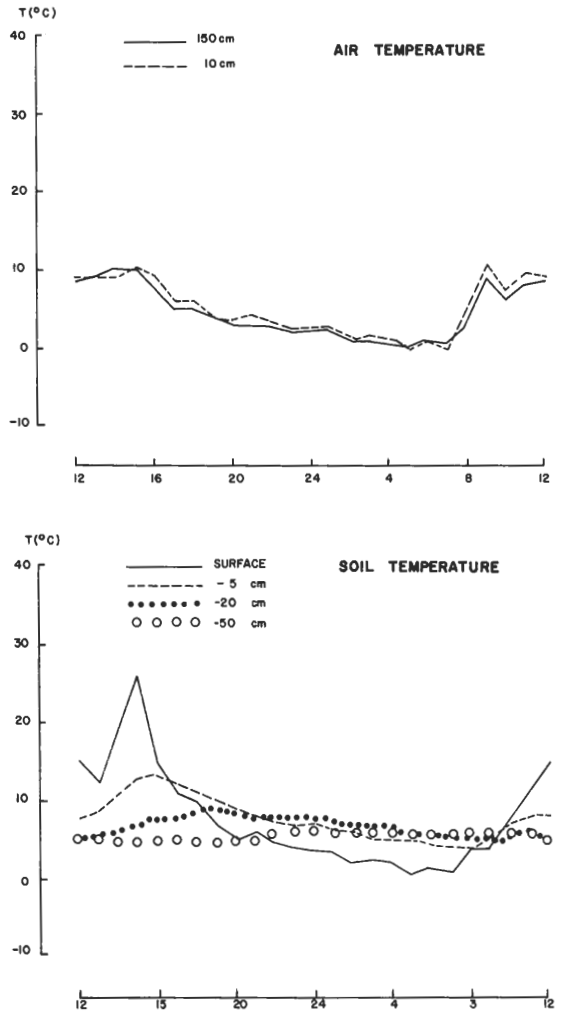 T(°C)
40
150 cm
10 cm
AIR TEMPERATURE
30
20
10
0
-10
12 16 20 24 4 8 12
T(°C)
40
SURFACE
- 5 cm
-20 cm
-50 cm
SOIL TEMPERATURE
30
20
10
0
-10
12 15 20 24 4 3 12